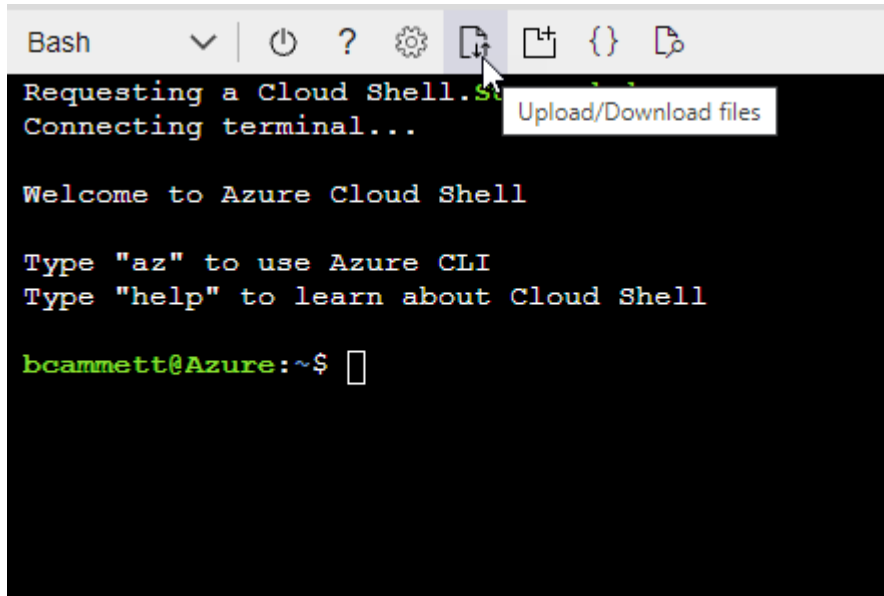 Bash ? {}
Requesting a Cloud Shell.
Upload/Download files
Connecting terminal...
Welcome to Azure Cloud Shell
Type "az" to use Azure CLI
Type "help" to learn about Cloud Shell
bcammett@Azure:~$